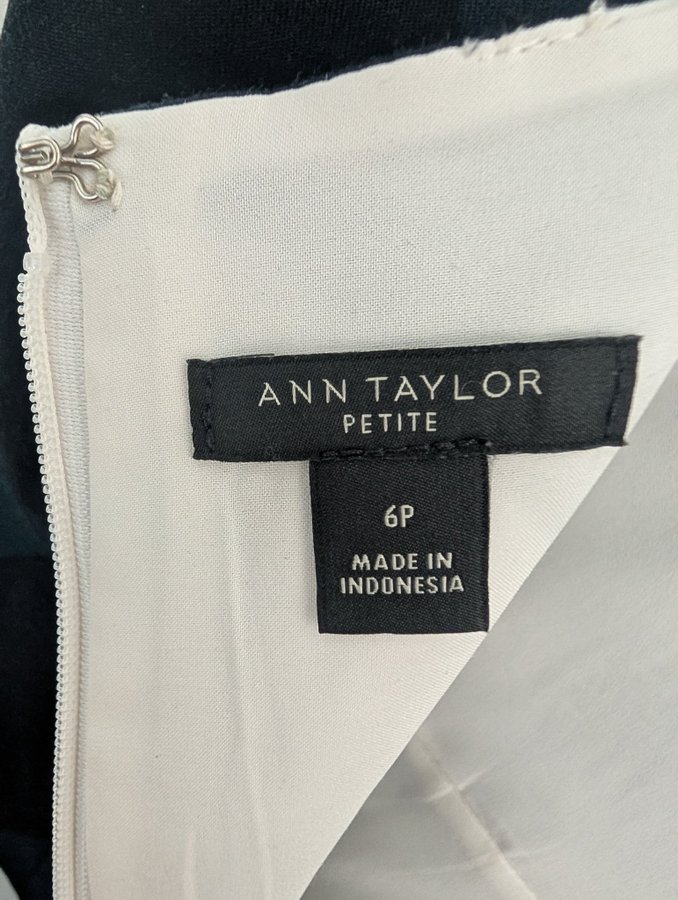 ANN TAYLOR
PETITE
6P
MADE IN
INDONESIA